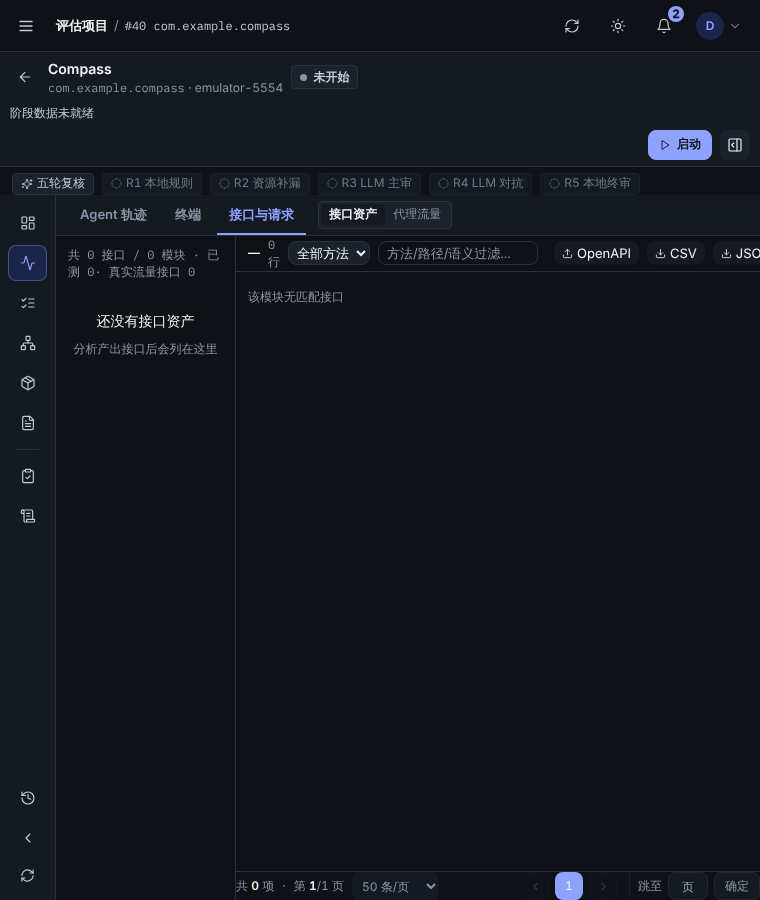 评估项目 / #40 com.example.compass
2
D
Compass
com.example.compass · emulator-5554
未开始
阶段数据未就绪
启动
五轮复核
R1 本地规则
R2 资源补漏
R3 LLM 主审
R4 LLM 对抗
R5 本地终审
Agent 轨迹
终端
接口与请求
接口资产
代理流量
共 0 接口 / 0 模块 · 已
测 0· 真实流量接口 0
还没有接口资产
分析产出接口后会列在这里
一
0
行
全部方法
方法/路径/语义过滤...
OpenAPI
CSV
JSO
该模块无匹配接口
共 0 项 · 第 1/1 页
50 条/页
1
跳至
页
确定